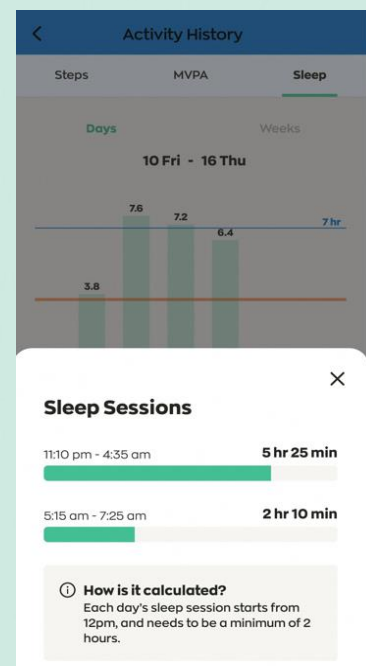 Activity History
Steps MVPA Sleep
Days Weeks
10 Fri - 16 Thu
7.6
7.2
7 hr
6.4
3.8
Sleep Sessions
11:10 pm - 4:35 am 5 hr 25 min
5:15 am - 7:25 am 2 hr 10 min
How is it calculated?
Each day's sleep session starts from
12pm, and needs to be a minimum of 2
hours.